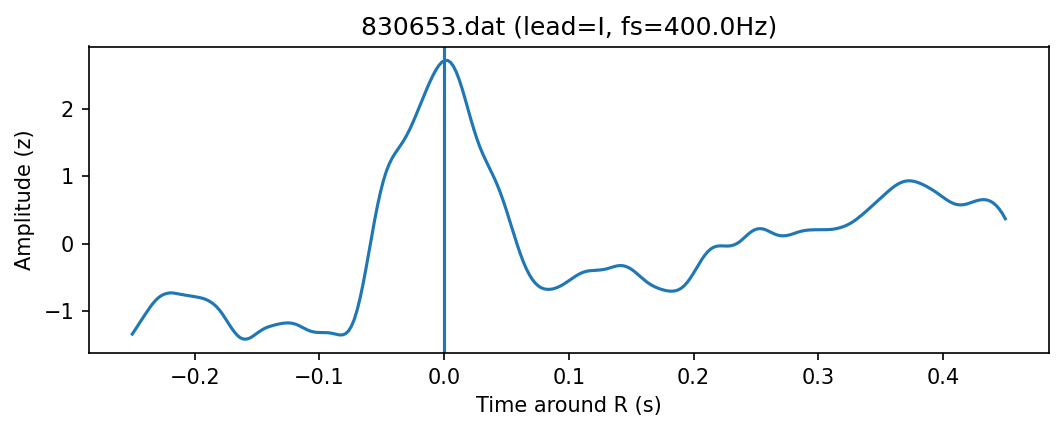 830653.dat (lead=I, fs=400.0Hz)
Amplitude (z)
2
1
0
−1
−0.2 −0.1 0.0 0.1 0.2 0.3 0.4
Time around R (s)